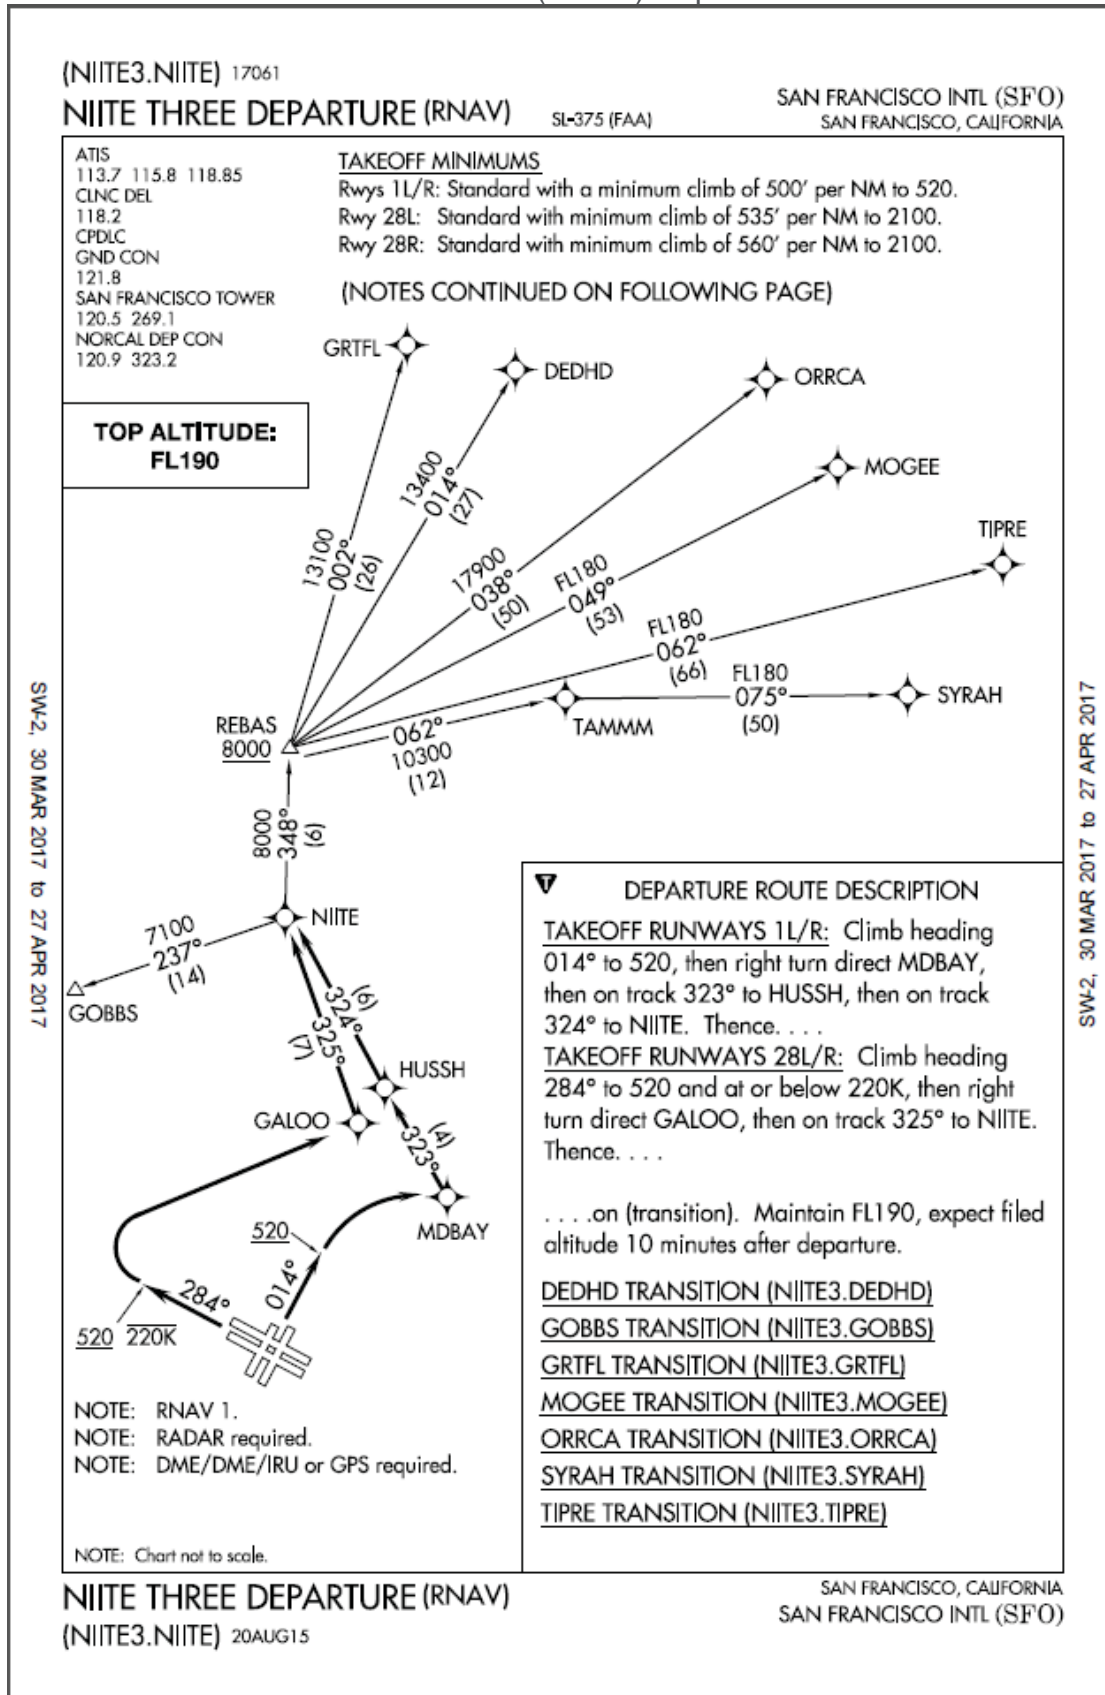 (NIITE3.NIITE) 17061
NIITE THREE DEPARTURE (RNAV)
SL-375 (FAA)
SAN FRANCISCO INTL (SFO)
SAN FRANCISCO, CALIFORNIA
ATIS
113.7 115.8 118.85
CLNC DEL
118.2
CPDLC
GND CON
121.8
SAN FRANCISCO TOWER
120.5 269.1
NORCAL DEP CON
120.9 323.2
TAKEOFF MINIMUMS
Rwys 1L/R: Standard with a minimum climb of 500' per NM to 520.
Rwy 28L: Standard with minimum climb of 535' per NM to 2100.
Rwy 28R: Standard with minimum climb of 560' per NM to 2100.
(NOTES CONTINUED ON FOLLOWING PAGE)
TOP ALTITUDE:
FL190
GRTFL
DEDHD
ORRCA
MOGEE
TIPRE
13100
002°
(26)
13400
014°
(27)
17900
038°
(50)
FL180
049°
(53)
FL180
062°
(66)
FL180
075°
(50)
SYRAH
TAMMM
062°
10300
(12)
REBAS
8000
8000
348°
(6)
NIITE
7100
237°
(14)
GOBBS
(6)
324°
325°
(7)
HUSSH
GALOO
(4)
323°
MDBAY
520
014°
284°
520 220K
NOTE: RNAV 1.
NOTE: RADAR required.
NOTE: DME/DME/IRU or GPS required.
NOTE: Chart not to scale.
DEPARTURE ROUTE DESCRIPTION
TAKEOFF RUNWAYS 1L/R: Climb heading
014° to 520, then right turn direct MDBAY,
then on track 323° to HUSSH, then on track
324° to NIITE. Thence. . . .
TAKEOFF RUNWAYS 28L/R: Climb heading
284° to 520 and at or below 220K, then right
turn direct GALOO, then on track 325° to NIITE.
Thence. . . .
. . . .on (transition). Maintain FL190, expect filed
altitude 10 minutes after departure.
DEDHD TRANSITION (NIITE3.DEDHD)
GOBBS TRANSITION (NIITE3.GOBBS)
GRTFL TRANSITION (NIITE3.GRTFL)
MOGEE TRANSITION (NIITE3.MOGEE)
ORRCA TRANSITION (NIITE3.ORRCA)
SYRAH TRANSITION (NIITE3.SYRAH)
TIPRE TRANSITION (NIITE3.TIPRE)
SW-2, 30 MAR 2017 to 27 APR 2017
SW-2, 30 MAR 2017 to 27 APR 2017
NIITE THREE DEPARTURE (RNAV)
(NIITE3.NIITE) 20AUG15
SAN FRANCISCO, CALIFORNIA
SAN FRANCISCO INTL (SFO)